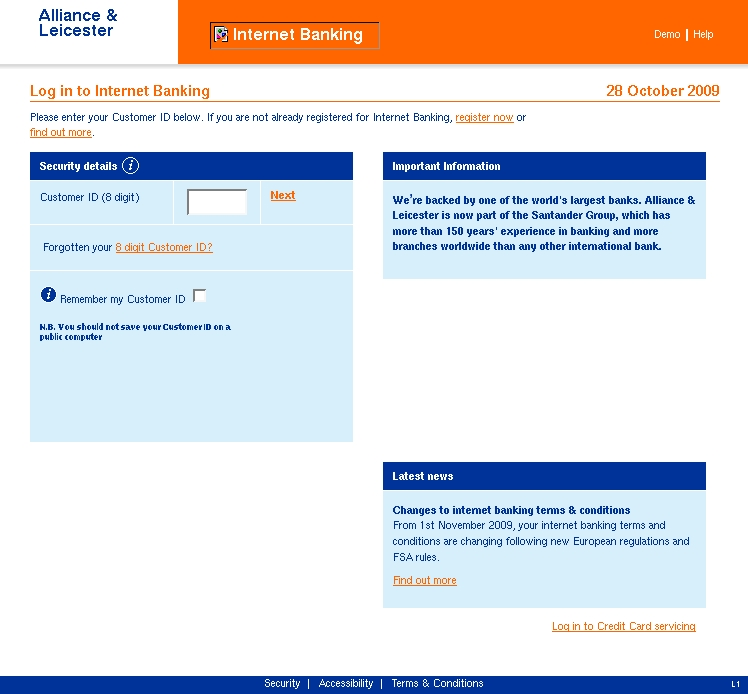 Alliance &
Leicester
Internet Banking
Demo | Help
Log in to Internet Banking
28 October 2009
Please enter your Customer ID below. If you are not already registered for Internet Banking, register now or
find out more.
Security details i
Customer ID (8 digit)
Next
Forgotten your 8 digit Customer ID?
i Remember my Customer ID
N.B. You should not save your Customer ID on a
public computer
Important Information
We're backed by one of the world's largest banks. Alliance &
Leicester is now part of the Santander Group, which has
more than 150 years' experience in banking and more
branches worldwide than any other international bank.
Latest news
Changes to internet banking terms & conditions
From 1st November 2009, your internet banking terms and
conditions are changing following new European regulations and
FSA rules.
Find out more
Log in to Credit Card servicing
Security | Accessibility | Terms & Conditions
L1